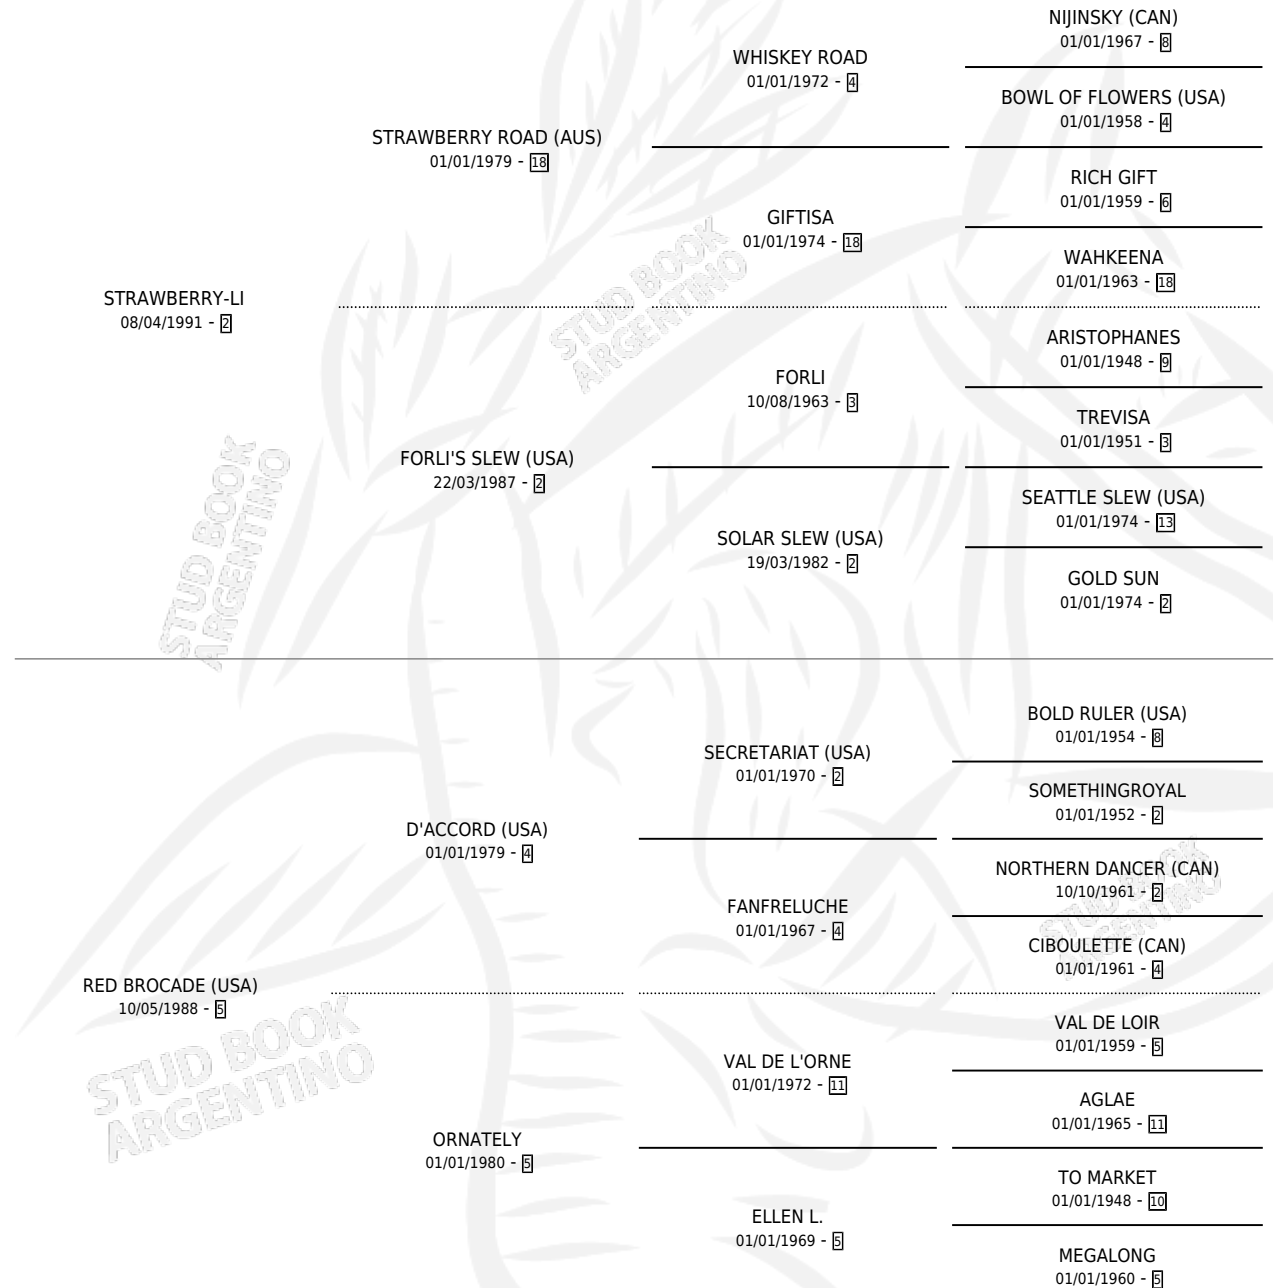 NIJINSKY (CAN)
01/01/1967 - 8
WHISKEY ROAD
01/01/1972 - 4
BOWL OF FLOWERS (USA)
01/01/1958 - 4
STRAWBERRY ROAD (AUS)
01/01/1979 - 18
RICH GIFT
01/01/1959 - 6
GIFTISA
01/01/1974 - 18
WAHKEENA
01/01/1963 - 18
STRAWBERRY-LI
08/04/1991 - 2
ARISTOPHANES
01/01/1948 - 9
FORLI
10/08/1963 - 3
TREVISA
01/01/1951 - 3
FORLI'S SLEW (USA)
22/03/1987 - 2
SEATTLE SLEW (USA)
01/01/1974 - 13
SOLAR SLEW (USA)
19/03/1982 - 2
GOLD SUN
01/01/1974 - 2
BOLD RULER (USA)
01/01/1954 - 8
SECRETARIAT (USA)
01/01/1970 - 2
SOMETHINGROYAL
01/01/1952 - 2
D'ACCORD (USA)
01/01/1979 - 4
NORTHERN DANCER (CAN)
10/10/1961 - 2
FANFRELUCHE
01/01/1967 - 4
CIBOULETTE (CAN)
01/01/1961 - 4
RED BROCADE (USA)
10/05/1988 - 5
VAL DE LOIR
01/01/1959 - 5
VAL DE L'ORNE
01/01/1972 - 11
AGLAE
01/01/1965 - 11
ORNATELY
01/01/1980 - 5
TO MARKET
01/01/1948 - 10
ELLEN L.
01/01/1969 - 5
MEGALONG
01/01/1960 - 5
STUD BOOK
ARGENTINO
STUD BOOK
ARGENTINO
STUD BOOK
ARGENTINO
STUD BOOK
ARGENTINO